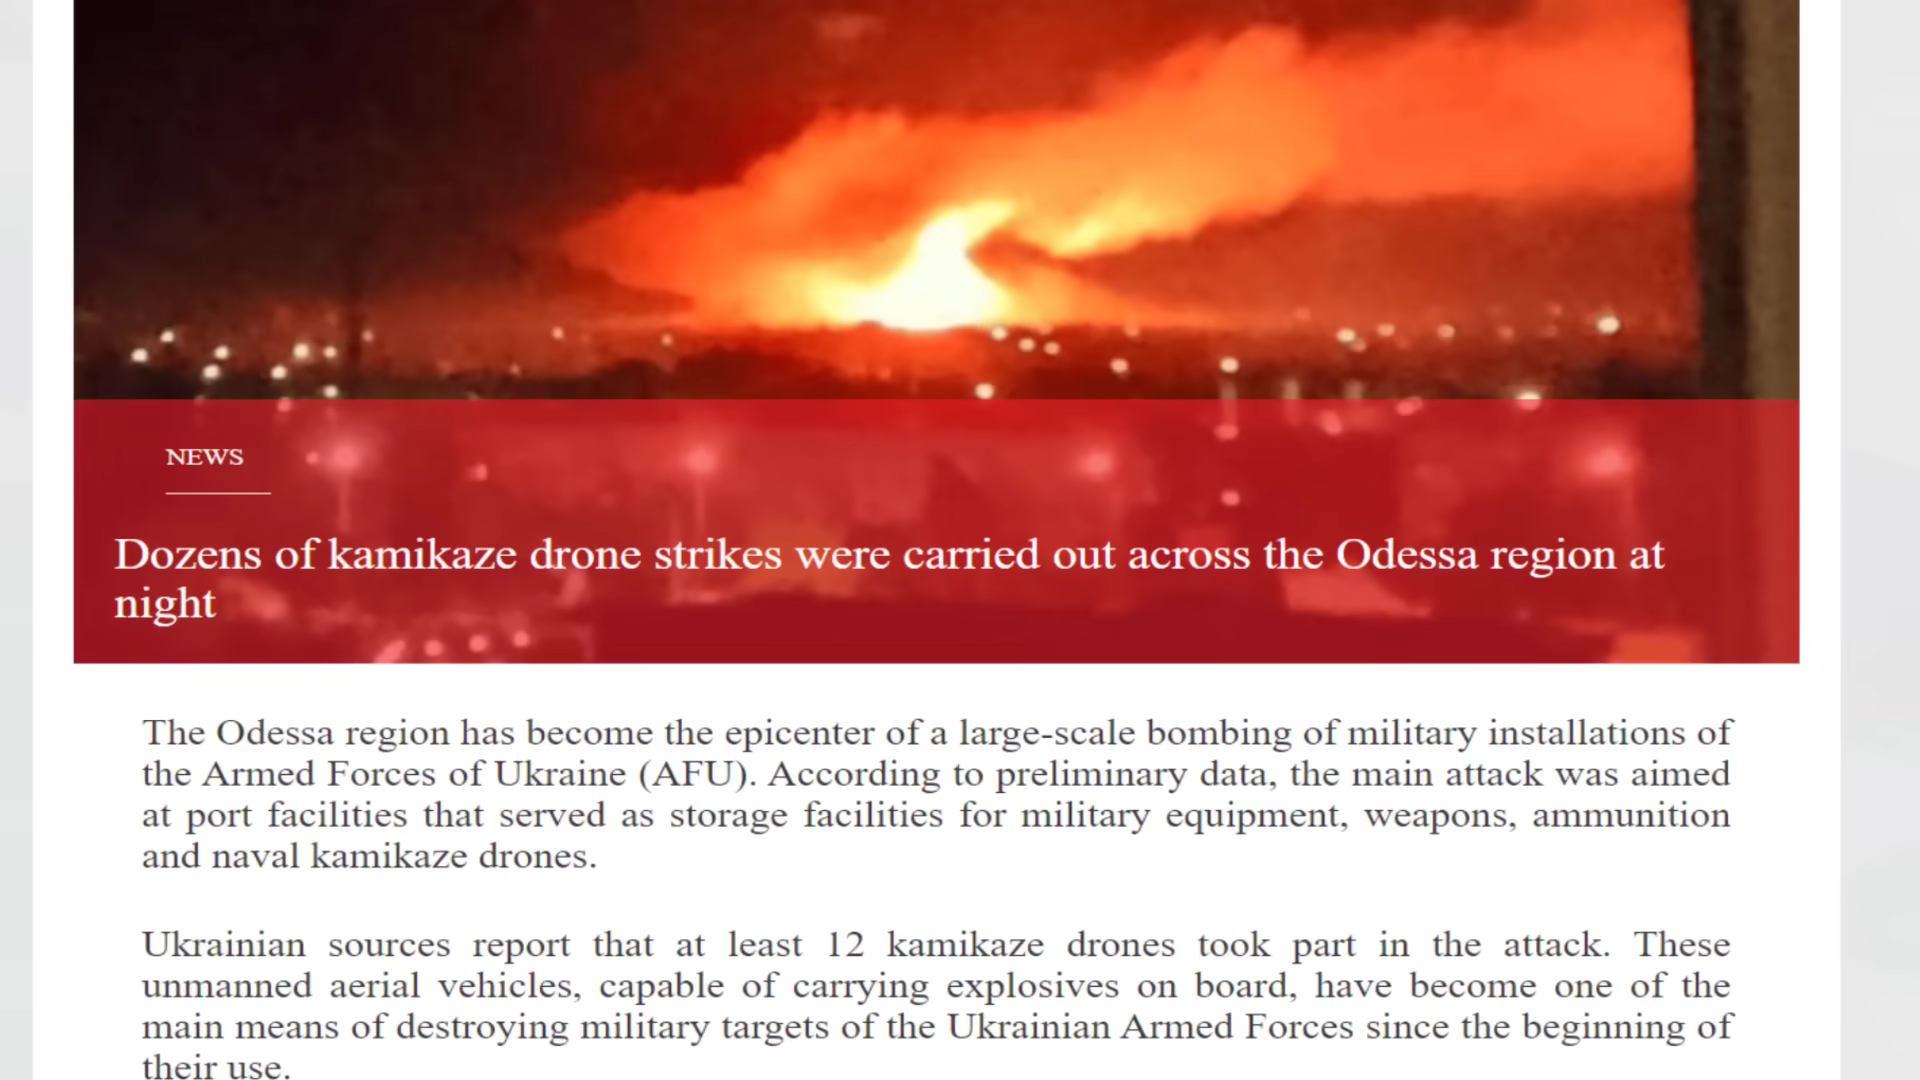 NEWS
Dozens of kamikaze drone strikes were carried out across the Odessa region at
night
The Odessa region has become the epicenter of a large-scale bombing of military installations of
the Armed Forces of Ukraine (AFU). According to preliminary data, the main attack was aimed
at port facilities that served as storage facilities for military equipment, weapons, ammunition
and naval kamikaze drones.
Ukrainian sources report that at least 12 kamikaze drones took part in the attack. These
unmanned aerial vehicles, capable of carrying explosives on board, have become one of the
main means of destroying military targets of the Ukrainian Armed Forces since the beginning of
their use.